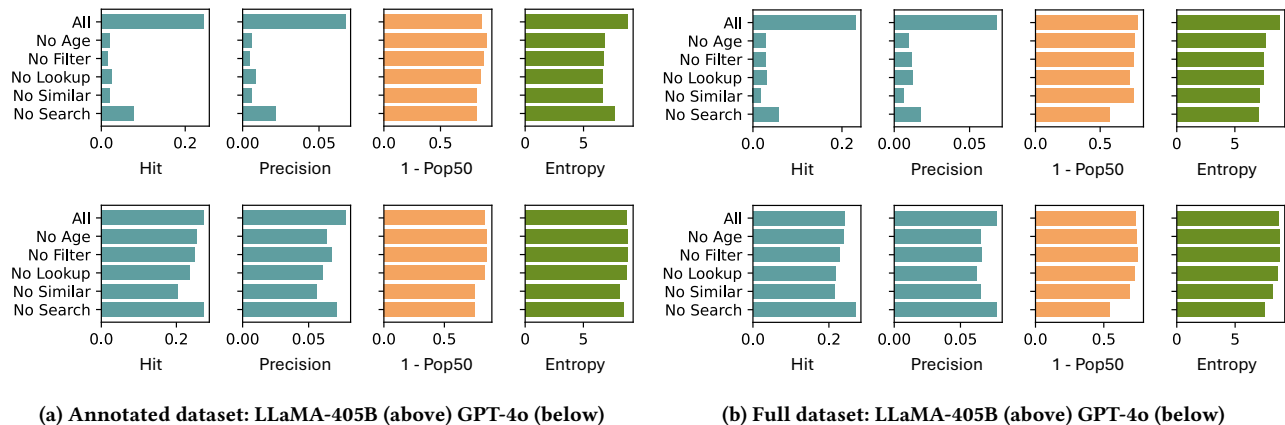 All
No Age
No Filter
No Lookup
No Similar
No Search
0.0 0.2
Hit
0.00 0.05
Precision
0.0 0.5
1 - Pop50
0 5
Entropy
All
No Age
No Filter
No Lookup
No Similar
No Search
0.0 0.2
Hit
0.00 0.05
Precision
0.0 0.5
1 - Pop50
0 5
Entropy
(a) Annotated dataset: LLaMA-405B (above) GPT-4o (below)
All
No Age
No Filter
No Lookup
No Similar
No Search
0.0 0.2
Hit
0.00 0.05
Precision
0.0 0.5
1 - Pop50
0 5
Entropy
All
No Age
No Filter
No Lookup
No Similar
No Search
0.0 0.2
Hit
0.00 0.05
Precision
0.0 0.5
1 - Pop50
0 5
Entropy
(b) Full dataset: LLaMA-405B (above) GPT-4o (below)